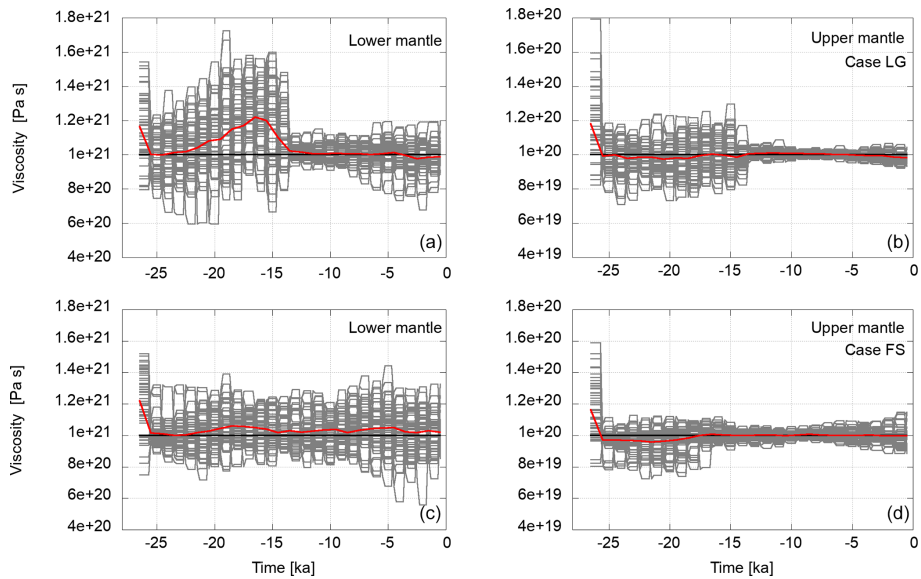 1.8e+21
1.6e+21
1.4e+21
1.2e+21
1e+21
8e+20
6e+20
4e+20
Viscosity [Pa s]
Lower mantle
(a)
-25 -20 -15 -10 -5 0
1.8e+20
1.6e+20
1.4e+20
1.2e+20
1e+20
8e+19
6e+19
4e+19
Upper mantle
Case LG
(b)
-25 -20 -15 -10 -5 0
1.8e+21
1.6e+21
1.4e+21
1.2e+21
1e+21
8e+20
6e+20
4e+20
Viscosity [Pa s]
Lower mantle
(c)
-25 -20 -15 -10 -5 0
Time [ka]
1.8e+20
1.6e+20
1.4e+20
1.2e+20
1e+20
8e+19
6e+19
4e+19
Upper mantle
Case FS
(d)
-25 -20 -15 -10 -5 0
Time [ka]